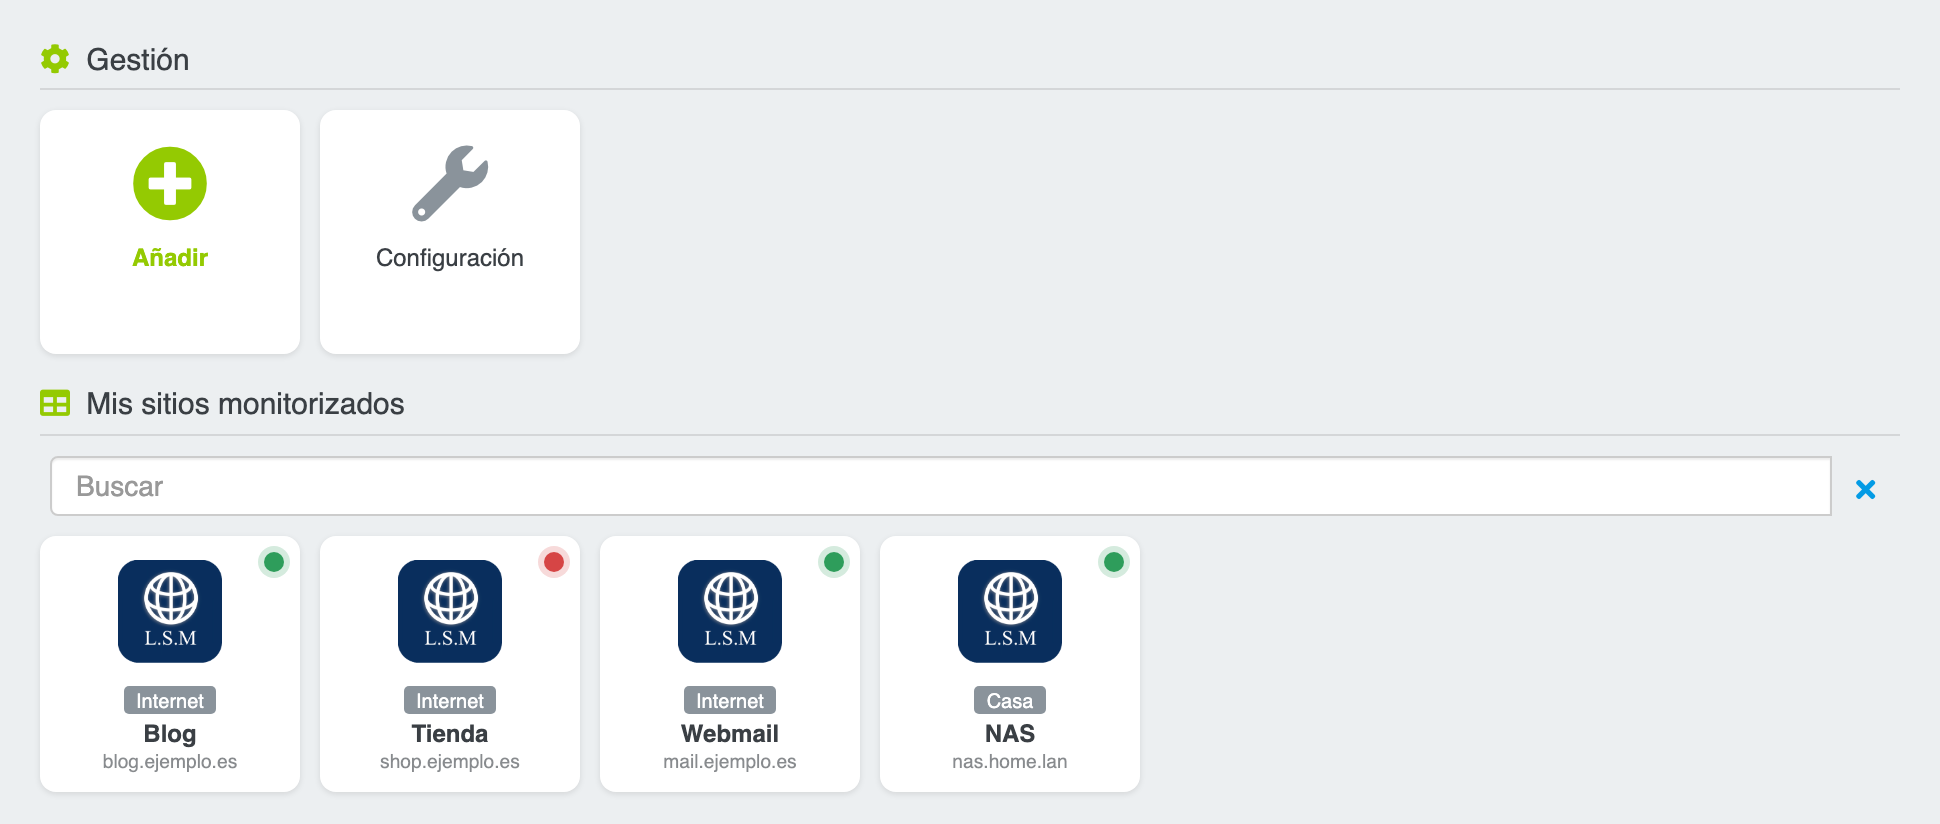 Gestión
Añadir
Configuración
Mis sitios monitorizados
Buscar
L.S.M
Internet
Blog
blog.ejemplo.es
L.S.M
Internet
Tienda
shop.ejemplo.es
L.S.M
Internet
Webmail
mail.ejemplo.es
L.S.M
Casa
NAS
nas.home.lan